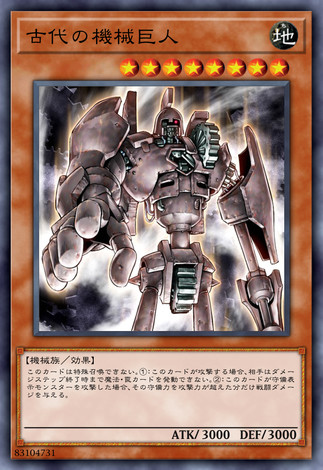 古代の機械巨人
地
【機械族／効果】
このカードは特殊召喚できない。①：このカードが攻撃する場合、相手はダメー
ジステップ終了時まで魔法・罠カードを発動できない。②：このカードが守備表
示モンスターを攻撃した場合、その守備力を攻撃力が超えた分だけ戦闘ダメー
ジを与える。
ATK/ 3000 DEF/ 3000
83104731